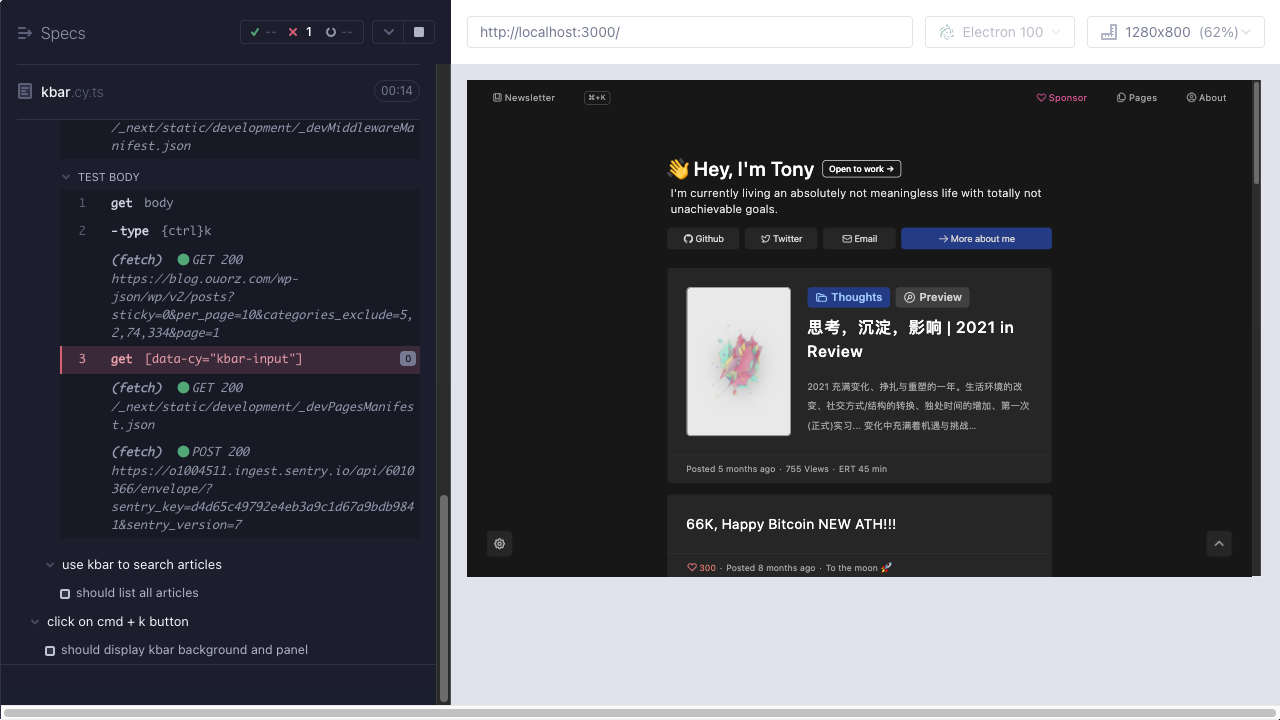 Specs
-- 1 --
kbar.cy.ts 00:14
/_next/static/development/_devMiddlewareMa
nifest.json
TEST BODY
1 get body
2 -type {ctrl}k
(fetch) GET 200
https://blog.ouorz.com/wp-
json/wp/v2/posts?
sticky=0&per_page=10&categories_exclude=5,
2,74,334&page=1
3 get [data-cy="kbar-input"] 0
(fetch) GET 200
/_next/static/development/_devPagesManifes
t.json
(fetch) POST 200
https://o1004511.ingest.sentry.io/api/6010
366/envelope/?
sentry_key=d4d65c49792e4eb3a9c1d67a9bdb984
1&sentry_version=7
use kbar to search articles
should list all articles
click on cmd + k button
should display kbar background and panel
http://localhost:3000/
Electron 100
1280x800 (62%)
Newsletter
⌘+K
Sponsor
Pages
About
👋 Hey, I'm Tony
Open to work →
I'm currently living an absolutely not meaningless life with totally not
unachievable goals.
Github
Twitter
Email
→ More about me
Thoughts
Preview
思考，沉淀，影响 | 2021 in
Review
2021 充满变化、挣扎与重塑的一年。生活环境的改
变、社交方式/结构的转换、独处时间的增加、第一次
(正式)实习... 变化中充满着机遇与挑战...
Posted 5 months ago · 755 Views · ERT 45 min
66K, Happy Bitcoin NEW ATH!!!
300 · Posted 8 months ago · To the moon 🚀